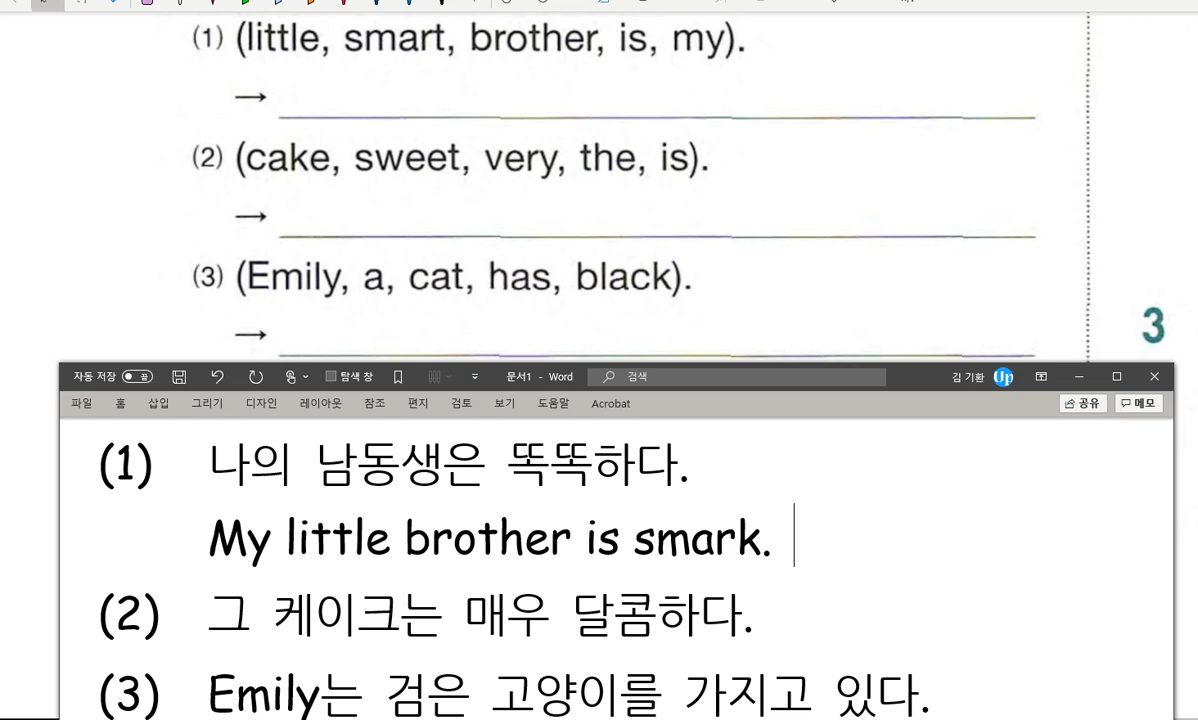 (1) (little, smart, brother, is, my).
→
(2) (cake, sweet, very, the, is).
→
(3) (Emily, a, cat, has, black).
→
3
자동 저장 끔 탐색 창 문서1 - Word 검색 김 기환 Up
파일 홈 삽입 그리기 디자인 레이아웃 참조 편지 검토 보기 도움말 Acrobat 공유 메모
(1) 나의 남동생은 똑똑하다.
My little brother is smark.
(2) 그 케이크는 매우 달콤하다.
(3) Emily는 검은 고양이를 가지고 있다.